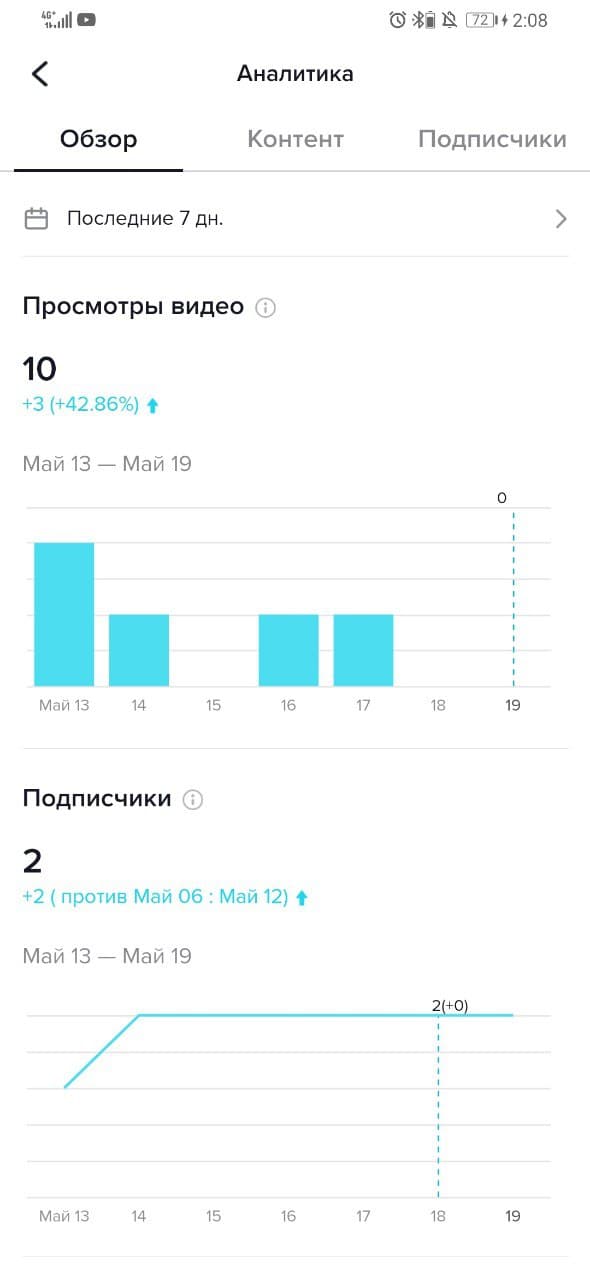 4G+ 72 2:08
Аналитика
Обзор Контент Подписчики
Последние 7 дн.
Просмотры видео
10
+3 (+42.86%)
Май 13 — Май 19
0
Май 13 14 15 16 17 18 19
Подписчики
2
+2 ( против Май 06 : Май 12)
Май 13 — Май 19
2(+0)
Май 13 14 15 16 17 18 19